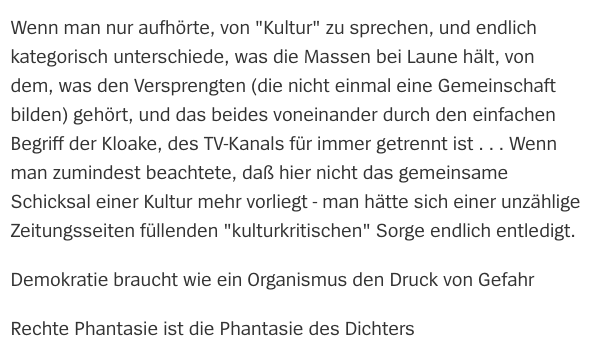 Wenn man nur aufhörte, von "Kultur" zu sprechen, und endlich
kategorisch unterschiede, was die Massen bei Laune hält, von
dem, was den Versprengten (die nicht einmal eine Gemeinschaft
bilden) gehört, und das beides voneinander durch den einfachen
Begriff der Kloake, des TV-Kanals für immer getrennt ist . . . Wenn
man zumindest beachtete, daß hier nicht das gemeinsame
Schicksal einer Kultur mehr vorliegt - man hätte sich einer unzählige
Zeitungsseiten füllenden "kulturkritischen" Sorge endlich entledigt.
Demokratie braucht wie ein Organismus den Druck von Gefahr
Rechte Phantasie ist die Phantasie des Dichters